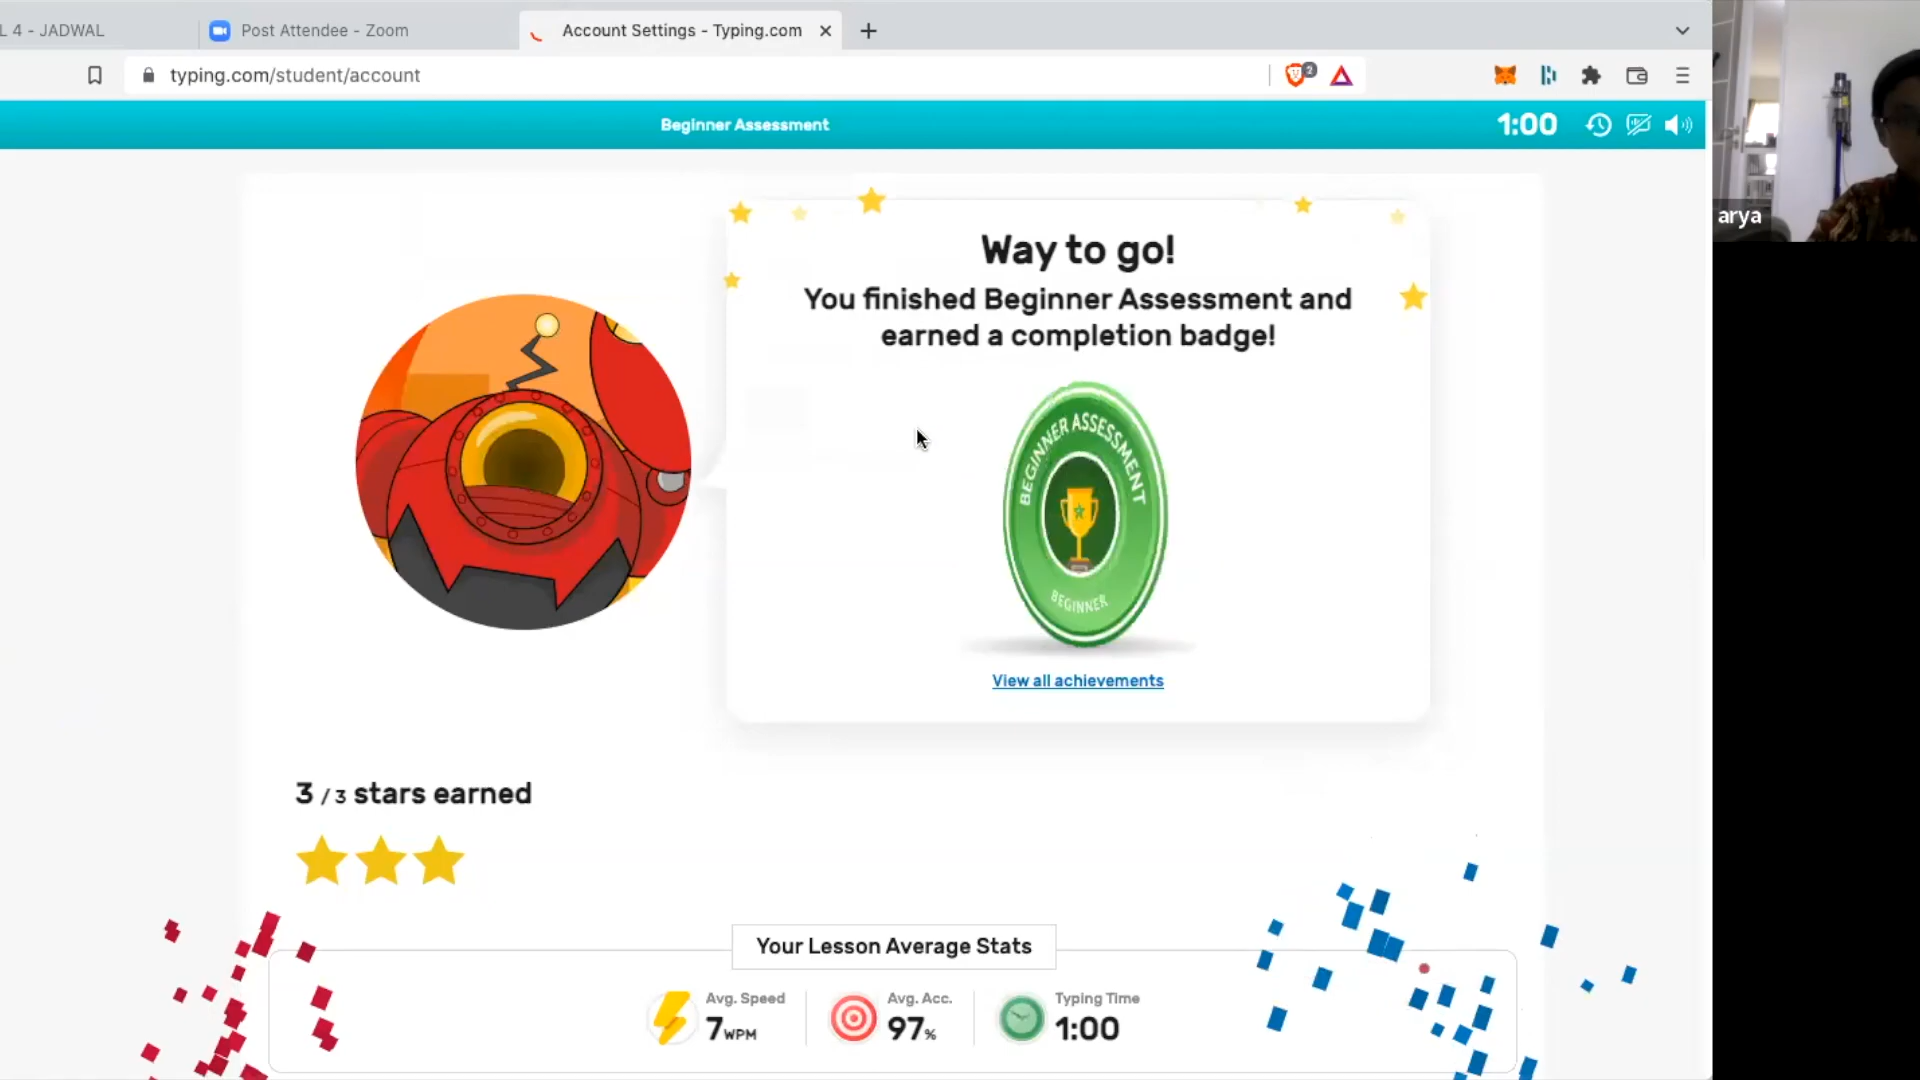 L 4 - JADWAL
Post Attendee - Zoom
Account Settings - Typing.com
typing.com/student/account
2
Beginner Assessment
1:00
arya
Way to go!
You finished Beginner Assessment and
earned a completion badge!
BEGINNER ASSESSMENT
BEGINNER
View all achievements
3 / 3 stars earned
Your Lesson Average Stats
Avg. Speed
7 WPM
Avg. Acc.
97%
Typing Time
1:00